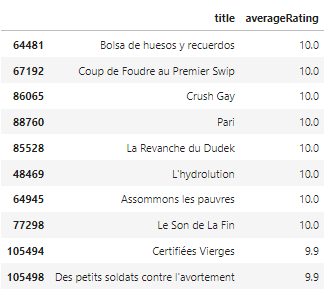 title averageRating
64481 Bolsa de huesos y recuerdos 10.0
67192 Coup de Foudre au Premier Swip 10.0
86065 Crush Gay 10.0
88760 Pari 10.0
85528 La Revanche du Dudek 10.0
48469 L'hydrolution 10.0
64945 Assommons les pauvres 10.0
77298 Le Son de La Fin 10.0
105494 Certifiées Vierges 9.9
105498 Des petits soldats contre l'avortement 9.9